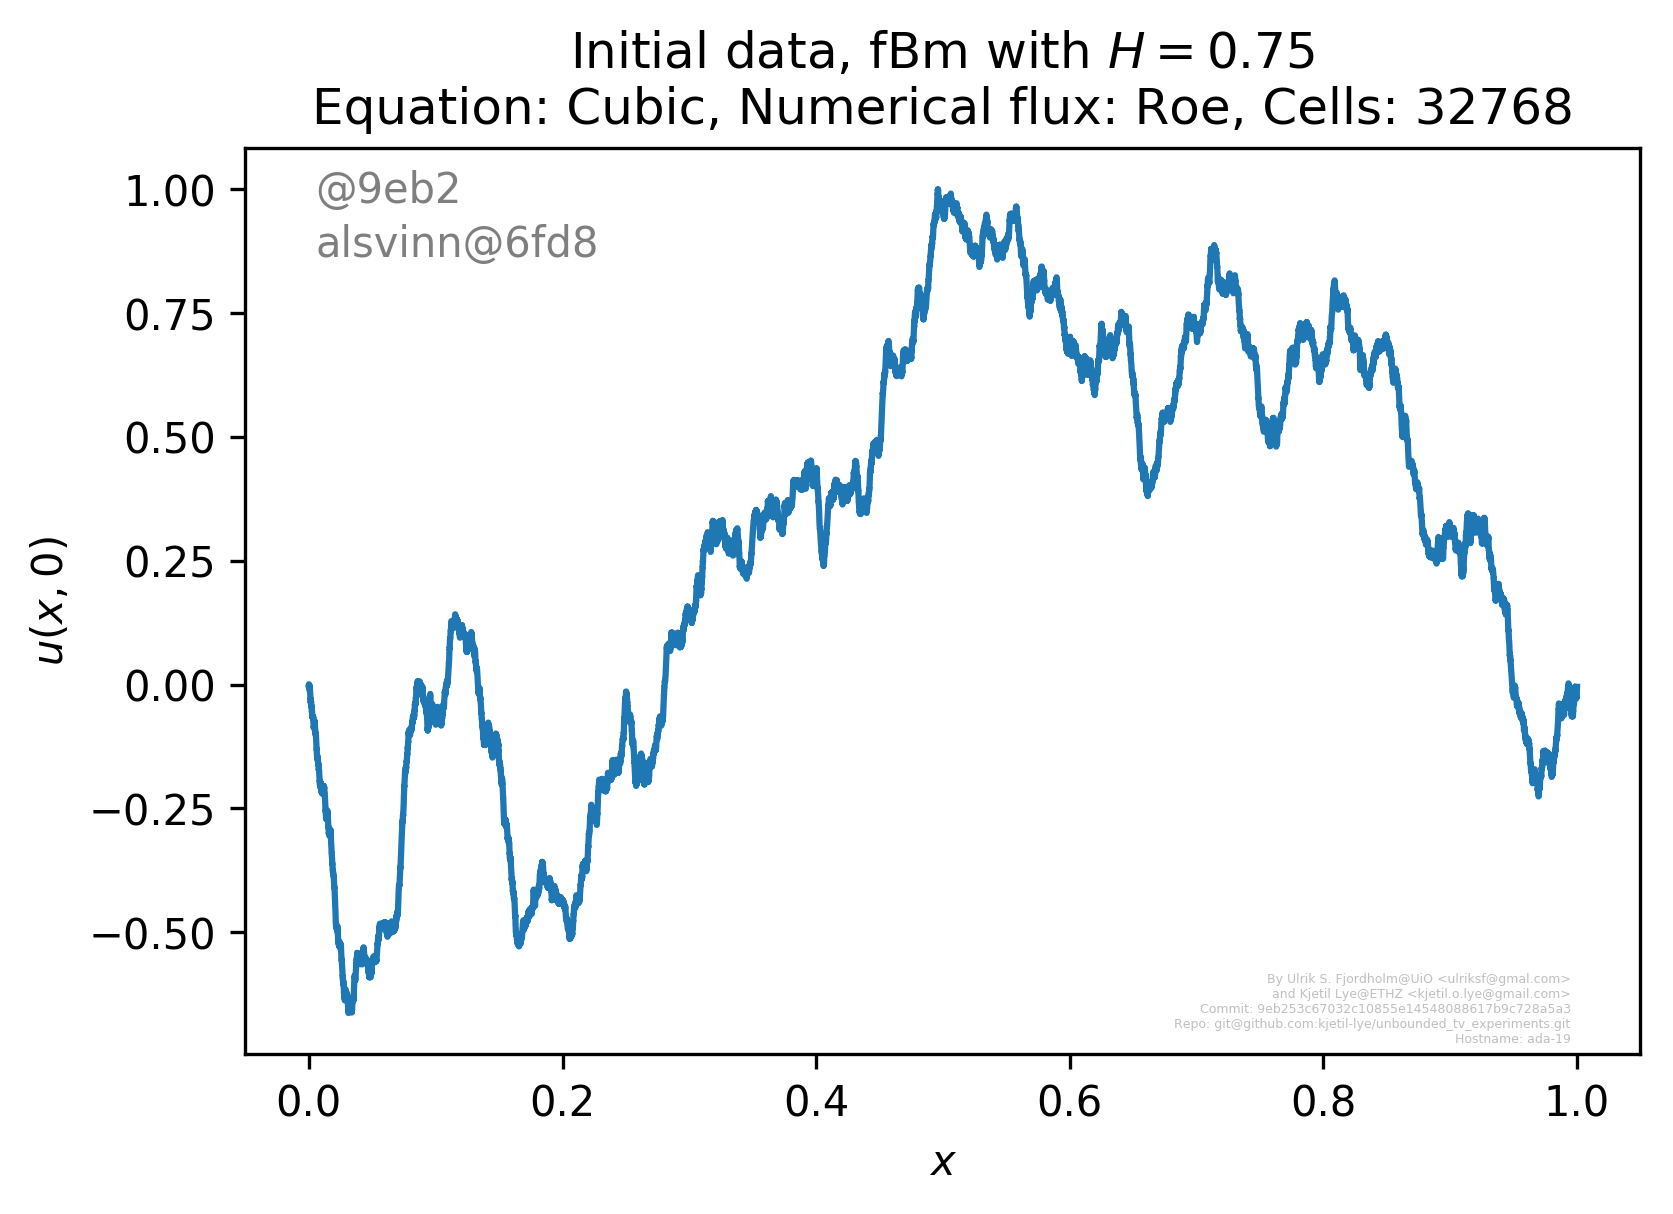 Initial data, fBm with H = 0.75
Equation: Cubic, Numerical flux: Roe, Cells: 32768
@9eb2
alsvinn@6fd8
1.00
0.75
0.50
0.25
0.00
−0.25
−0.50
u(x, 0)
By Ulrik S. Fjordholm@UiO <ulriksf@gmal.com>
and Kjetil Lye@ETHZ <kjetil.o.lye@gmail.com>
Commit: 9eb253c67032c10855e14548088617b9c728a5a3
Repo: git@github.com:kjetil-lye/unbounded_tv_experiments.git
Hostname: ada-19
0.0 0.2 0.4 0.6 0.8 1.0
x